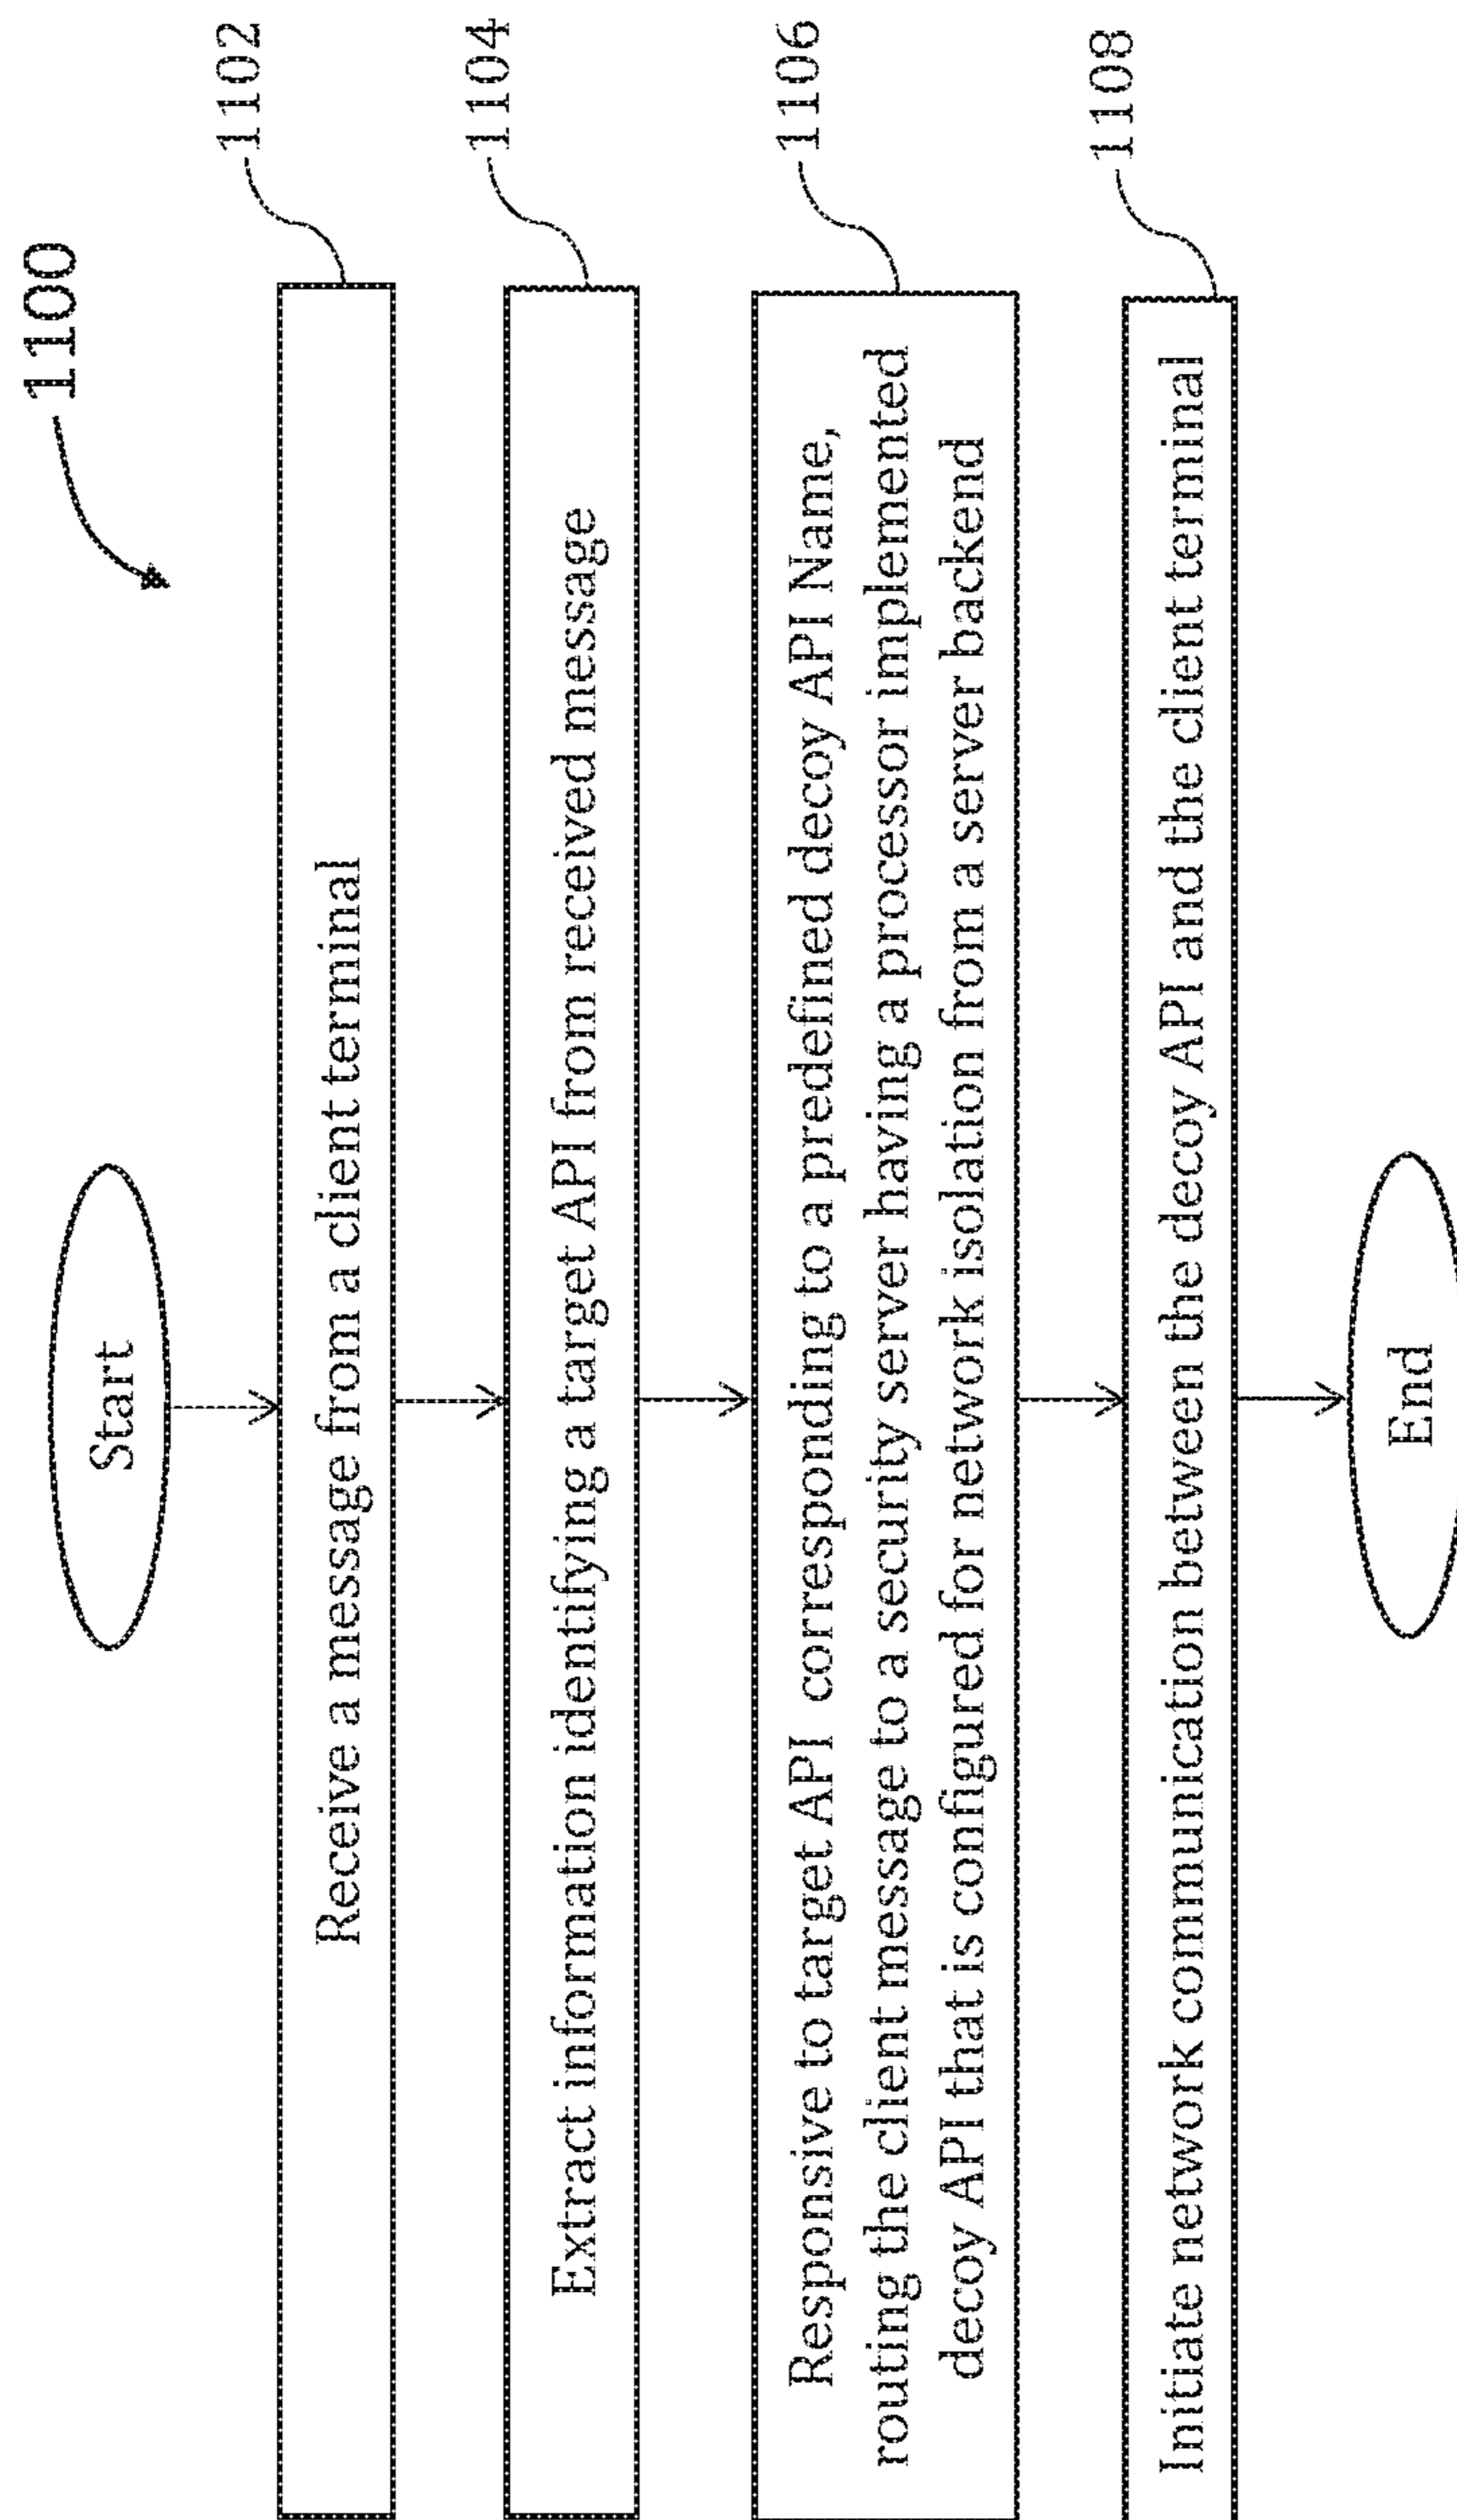 1100
Start
1102
Receive a message from a client terminal
1104
Extract information identifying a target API from received message
1106
Responsive to target API corresponding to a predefined decoy API Name,
routing the client message to a security server having a processor implemented
decoy API that is configured for network isolation from a server backend
1108
Initiate network communication between the decoy API and the client terminal
End